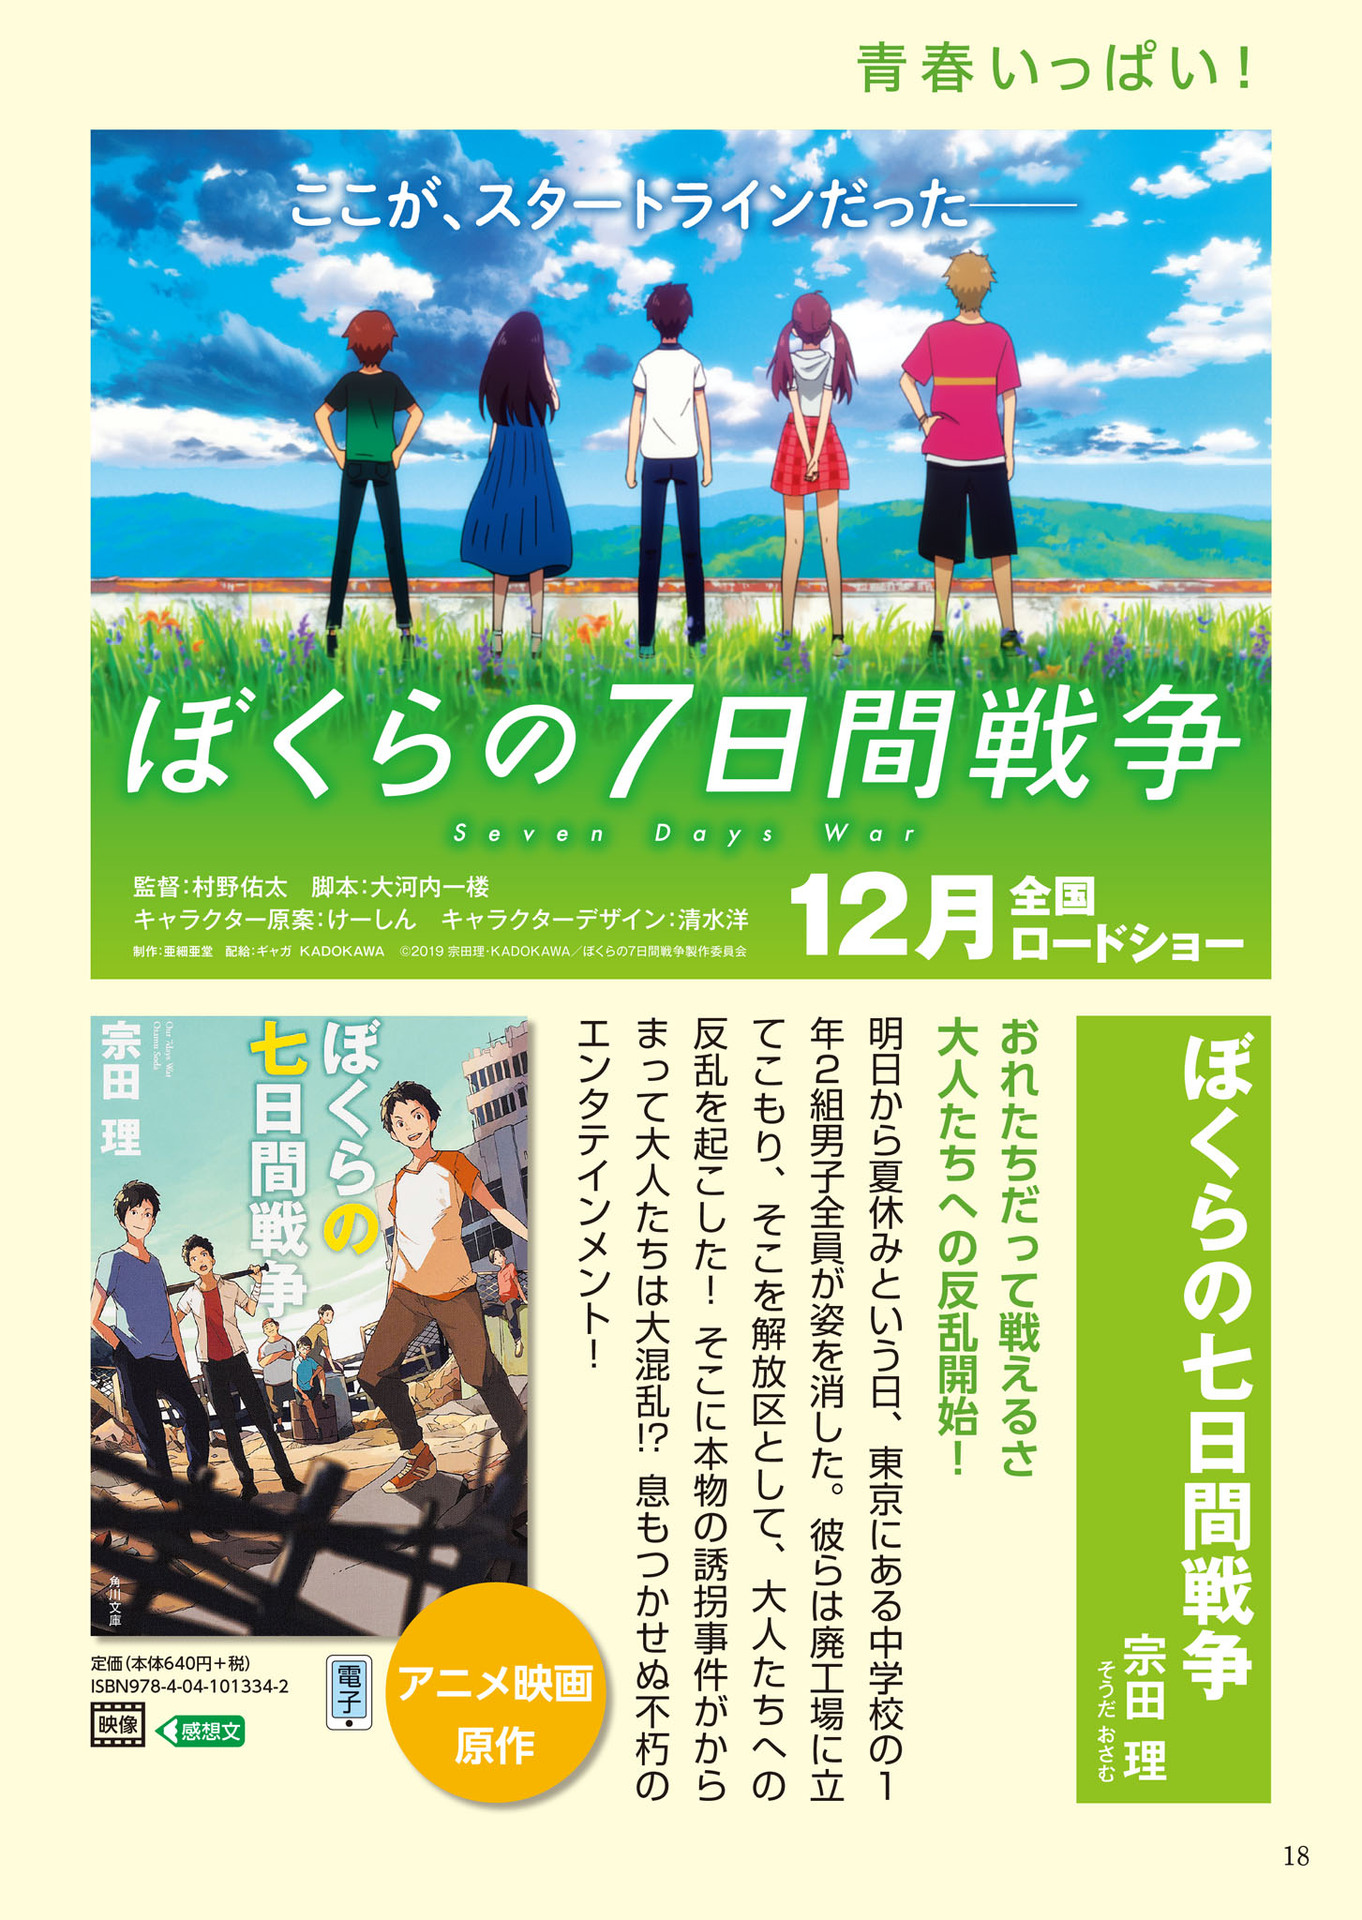 青春いっぱい！
ここが、スタートラインだった――
ぼくらの7日間戦争
Seven Days War
監督：村野佑太　脚本：大河内一楼
キャラクター原案：けーしん　キャラクターデザイン：清水洋
制作：亜細亜堂　配給：ギャガ KADOKAWA　©2019 宗田理・KADOKAWA／ぼくらの7日間戦争製作委員会
12月 全国
ロードショー
ぼくらの七日間戦争
宗田 理
そうだ おさむ
おれたちだって戦えるさ
大人たちへの反乱開始！
明日から夏休みという日、東京にある中学校の1
年2組男子全員が姿を消した。彼らは廃工場に立
てこもり、そこを解放区として、大人たちへの
反乱を起こした！ そこに本物の誘拐事件がから
まって大人たちは大混乱!? 息もつかせぬ不朽の
エンタテインメント！
ぼくらの
七日間戦争
Our 7days War
Osamu Soda
宗田 理
角川文庫
定価（本体640円＋税）
ISBN978-4-04-101334-2
映像
感想文
電子
アニメ映画
原作
18